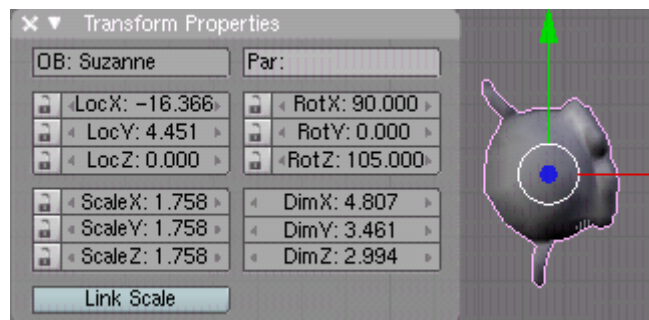 Transform Properties
OB: Suzanne Par:
LocX: -16.366 RotX: 90.000
LocY: 4.451 RotY: 0.000
LocZ: 0.000 RotZ: 105.000
ScaleX: 1.758 DimX: 4.807
ScaleY: 1.758 DimY: 3.461
ScaleZ: 1.758 DimZ: 2.994
Link Scale